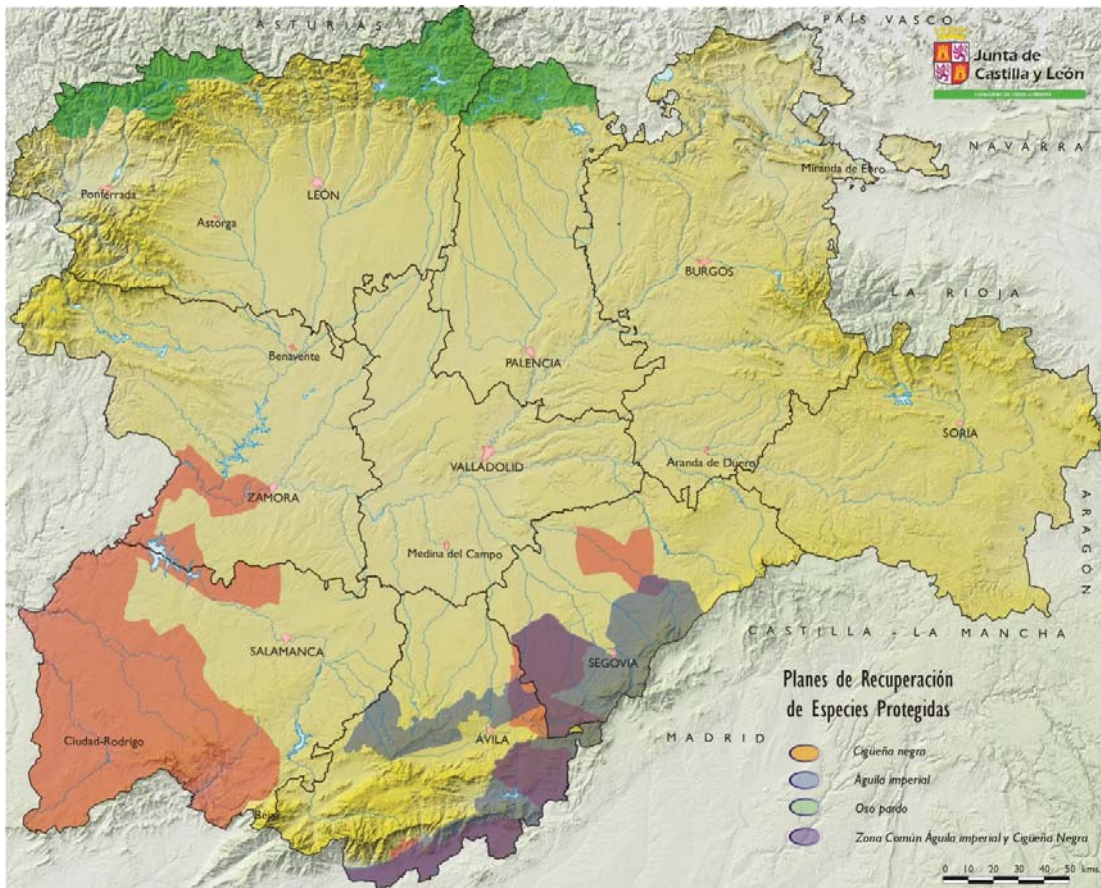 ASTURIAS
PAÍS VASCO
Junta de
Castilla y León
NAVARRA
Miranda de Ebro
Ponferrada
LEÓN
Astorga
BURGOS
LA RIOJA
Benavente
PALENCIA
SORIA
VALLADOLID
Aranda de Duero
ZAMORA
ARAGÓN
Medina del Campo
CASTILLA - LA MANCHA
SALAMANCA
SEGOVIA
Planes de Recuperación
de Especies Protegidas
Ciudad-Rodrigo
ÁVILA
MADRID
Cigüeña negra
Águila imperial
Oso pardo
Béjar
Zona Común Águila imperial y Cigüeña Negra
0 10 20 30 40 50 kms.